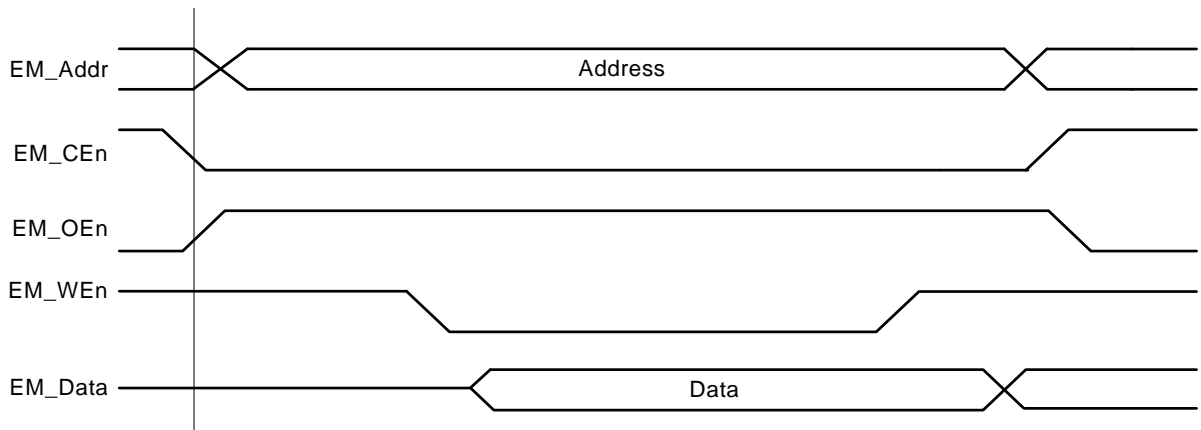 EM_Addr
Address
EM_CEn
EM_OEn
EM_WEn
EM_Data
Data